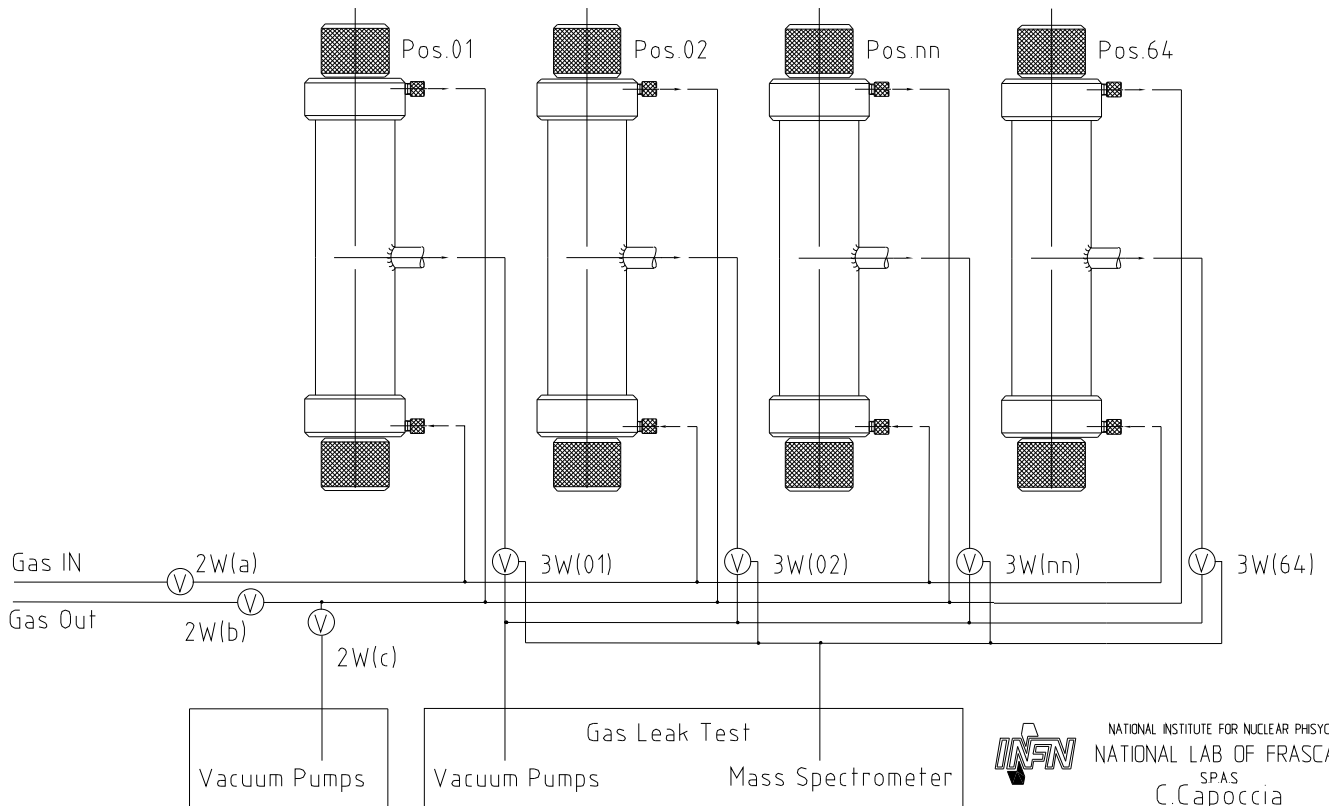 Pos.01
Pos.02
Pos.nn
Pos.64
Gas IN
V
2W(a)
V
3W(01)
V
3W(02)
V
3W(nn)
V
3W(64)
Gas Out
V
2W(b)
V
2W(c)
Gas Leak Test
Vacuum Pumps
Vacuum Pumps
Mass Spectrometer
INFN
NATIONAL INSTITUTE FOR NUCLEAR PHISYC
NATIONAL LAB OF FRASCA
S.P.A.S
C.Capoccia